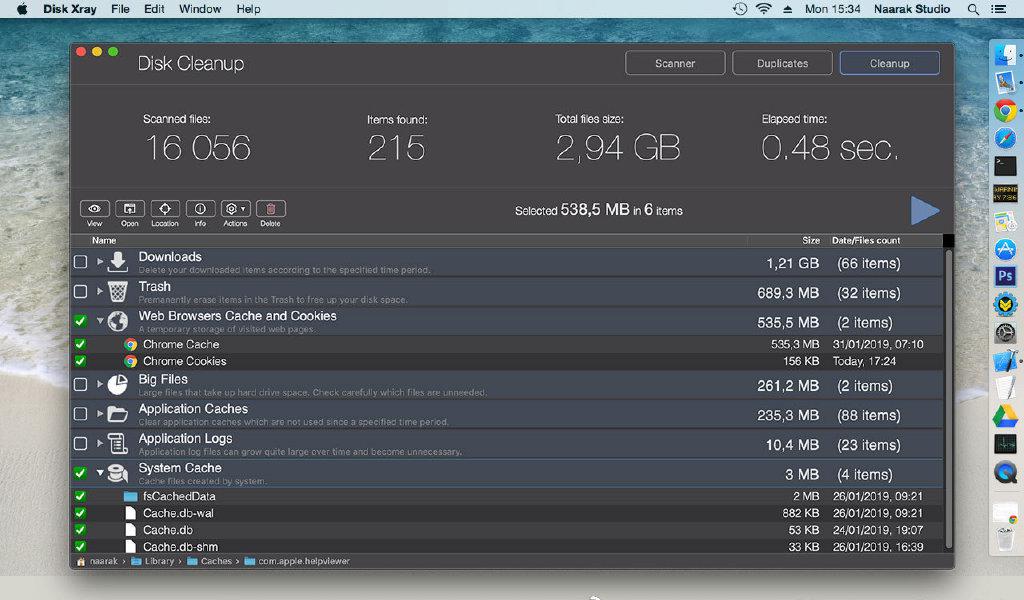 Disk Xray File Edit Window Help Mon 15:34 Naarak Studio
Disk Cleanup Scanner Duplicates Cleanup
Scanned files: Items found: Total files size: Elapsed time:
16 056 215 2,94 GB 0.48 sec.
View Open Location Info Actions Delete
Selected 538,5 MB in 6 items
Name Size Date/Files count
Downloads 1,21 GB (66 items)
Delete your downloaded items according to the specified time period.
Trash 689,3 MB (32 items)
Premanently erase items in the Trash to free up your disk space.
Web Browsers Cache and Cookies 535,5 MB (2 items)
A temporary storage of visited web pages.
Chrome Cache 535,3 MB 31/01/2019, 07:10
Chrome Cookies 156 KB Today, 17:24
Big Files 261,2 MB (2 items)
Large files that take up hard drive space. Check carefully which files are unneeded.
Application Caches 235,3 MB (88 items)
Clear application caches which are not used since a specified time period.
Application Logs 10,4 MB (23 items)
Application log files can grow quite large over time and become unnecessary.
System Cache 3 MB (4 items)
Cache files created by system.
fsCachedData 2 MB 26/01/2019, 09:21
Cache.db-wal 882 KB 26/01/2019, 09:21
Cache.db 53 KB 24/01/2019, 19:07
Cache.db-shm 33 KB 26/01/2019, 16:39
naarak › Library › Caches › com.apple.helpviewer
Ps